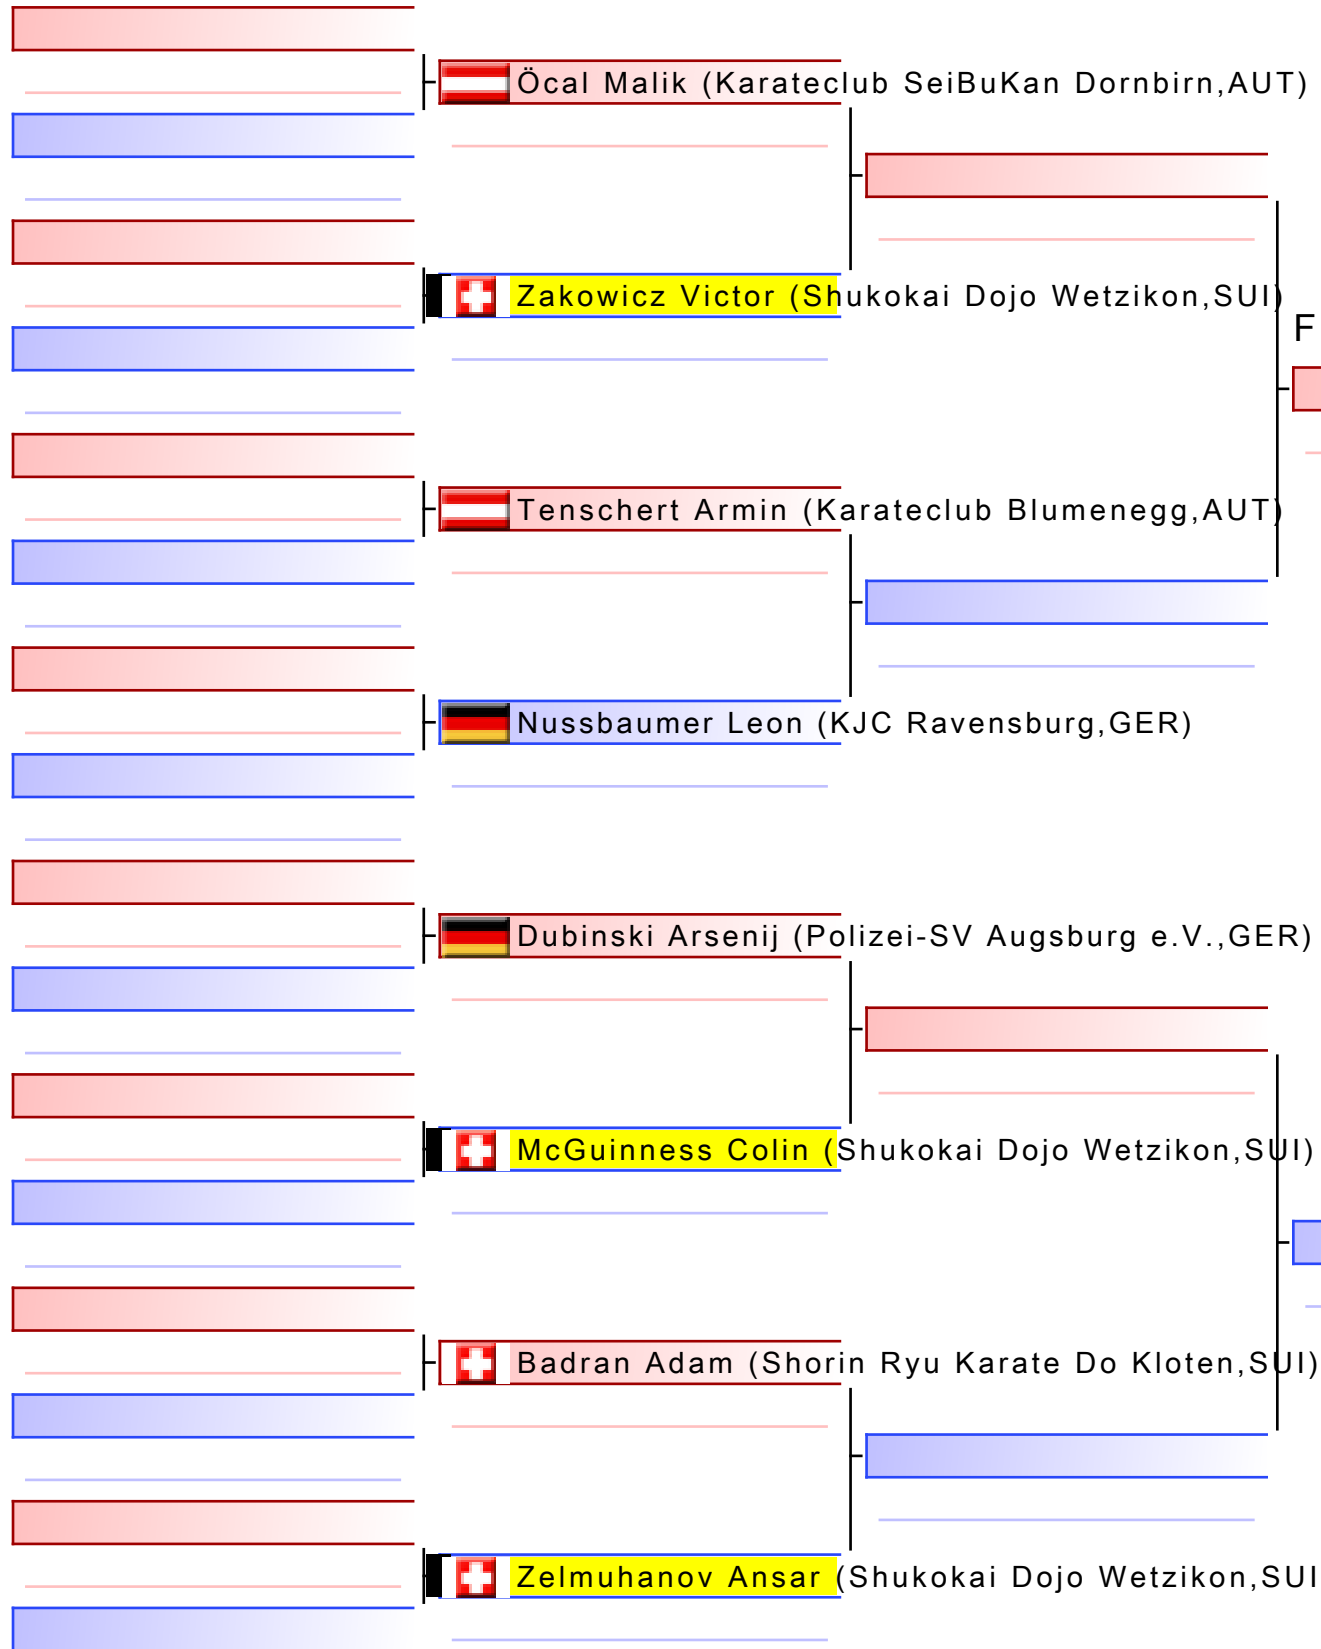 Öcal Malik (Karateclub SeiBuKan Dornbirn,AUT)
Zakowicz Victor (Shukokai Dojo Wetzikon,SUI)
F
Tenschert Armin (Karateclub Blumenegg,AUT)
Nussbaumer Leon (KJC Ravensburg,GER)
Dubinski Arsenij (Polizei-SV Augsburg e.V.,GER)
McGuinness Colin (Shukokai Dojo Wetzikon,SUI)
Badran Adam (Shorin Ryu Karate Do Kloten,SUI)
Zelmuhanov Ansar (Shukokai Dojo Wetzikon,SUI